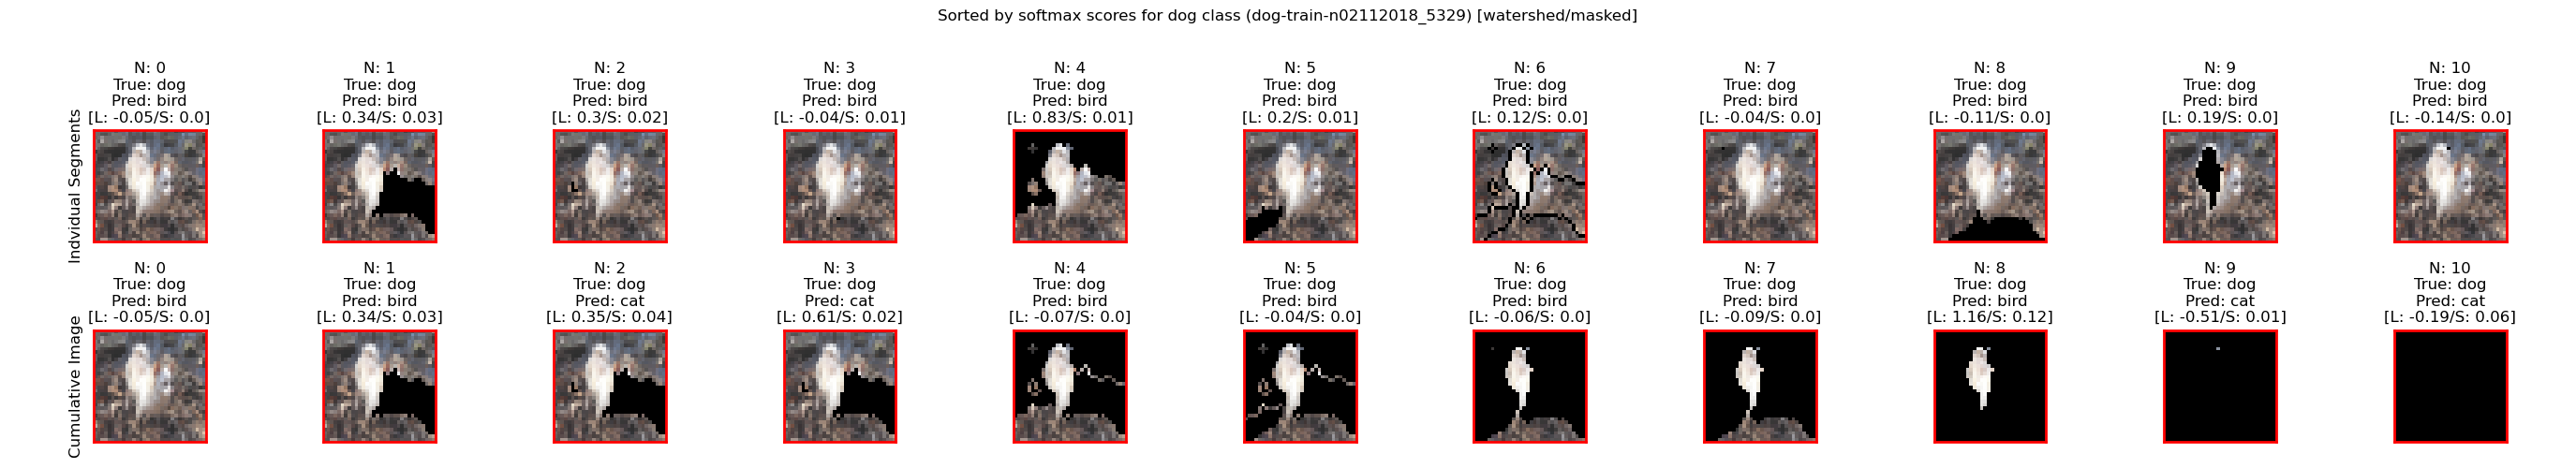 Sorted by softmax scores for dog class (dog-train-n02112018_5329) [watershed/masked]
Indvidual Segments
N: 0
True: dog
Pred: bird
[L: -0.05/S: 0.0]
N: 1
True: dog
Pred: bird
[L: 0.34/S: 0.03]
N: 2
True: dog
Pred: bird
[L: 0.3/S: 0.02]
N: 3
True: dog
Pred: bird
[L: -0.04/S: 0.01]
N: 4
True: dog
Pred: bird
[L: 0.83/S: 0.01]
N: 5
True: dog
Pred: bird
[L: 0.2/S: 0.01]
N: 6
True: dog
Pred: bird
[L: 0.12/S: 0.0]
N: 7
True: dog
Pred: bird
[L: -0.04/S: 0.0]
N: 8
True: dog
Pred: bird
[L: -0.11/S: 0.0]
N: 9
True: dog
Pred: bird
[L: 0.19/S: 0.0]
N: 10
True: dog
Pred: bird
[L: -0.14/S: 0.0]
Cumulative Image
N: 0
True: dog
Pred: bird
[L: -0.05/S: 0.0]
N: 1
True: dog
Pred: bird
[L: 0.34/S: 0.03]
N: 2
True: dog
Pred: cat
[L: 0.35/S: 0.04]
N: 3
True: dog
Pred: cat
[L: 0.61/S: 0.02]
N: 4
True: dog
Pred: bird
[L: -0.07/S: 0.0]
N: 5
True: dog
Pred: bird
[L: -0.04/S: 0.0]
N: 6
True: dog
Pred: bird
[L: -0.06/S: 0.0]
N: 7
True: dog
Pred: bird
[L: -0.09/S: 0.0]
N: 8
True: dog
Pred: bird
[L: 1.16/S: 0.12]
N: 9
True: dog
Pred: cat
[L: -0.51/S: 0.01]
N: 10
True: dog
Pred: cat
[L: -0.19/S: 0.06]